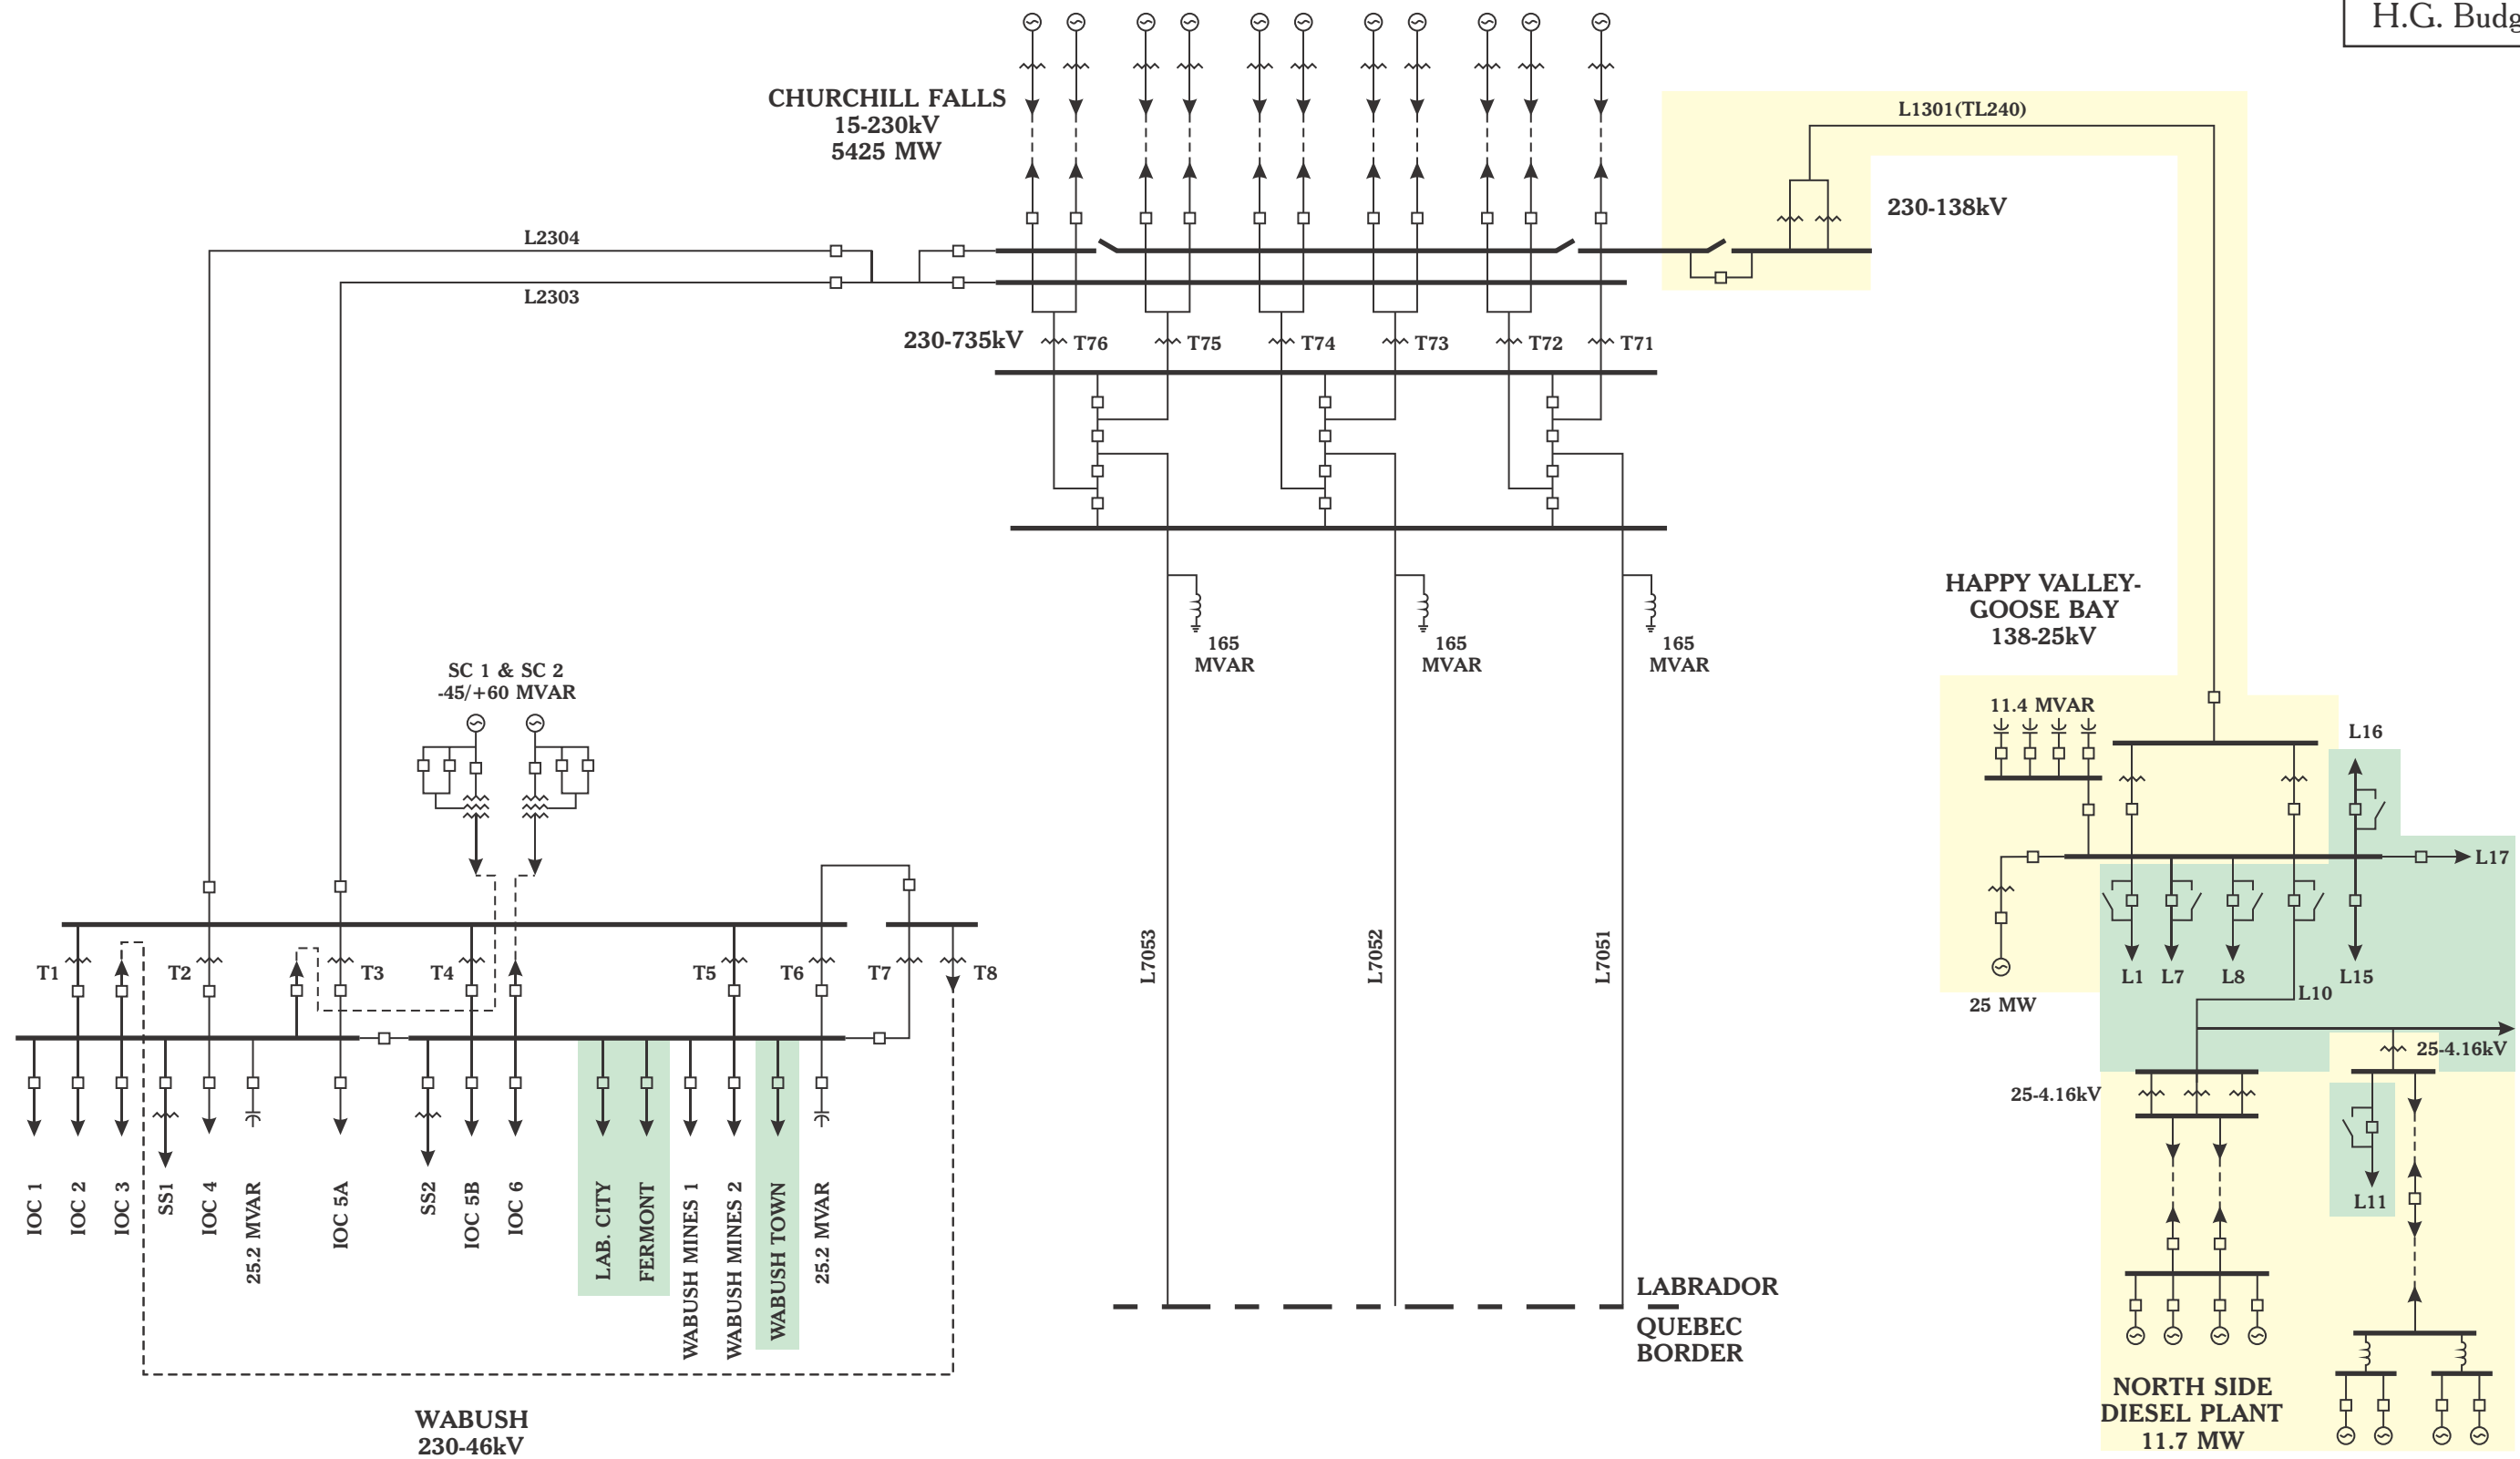 H.G. Budg
CHURCHILL FALLS
15-230kV
5425 MW
L1301(TL240)
230-138kV
L2304
L2303
230-735kV
T76
T75
T74
T73
T72
T71
HAPPY VALLEY-
GOOSE BAY
138-25kV
165
MVAR
165
MVAR
165
MVAR
SC 1 & SC 2
-45/+60 MVAR
11.4 MVAR
L16
L17
T1
T2
T3
T4
T5
T6
T7
T8
L7053
L7052
L7051
L1
L7
L8
L10
L15
25 MW
25-4.16kV
25-4.16kV
L11
IOC 1
IOC 2
IOC 3
SS1
IOC 4
25.2 MVAR
IOC 5A
SS2
IOC 5B
IOC 6
LAB. CITY
FERMONT
WABUSH MINES 1
WABUSH MINES 2
WABUSH TOWN
25.2 MVAR
LABRADOR
QUEBEC
BORDER
WABUSH
230-46kV
NORTH SIDE
DIESEL PLANT
11.7 MW